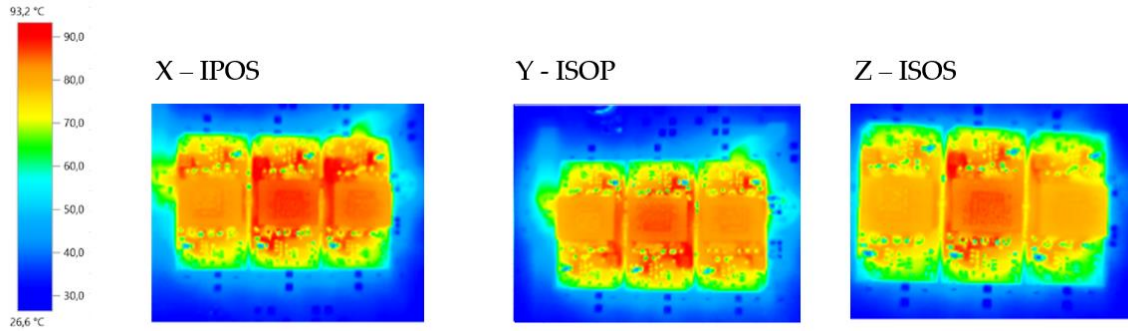 93,2 °C
90,0
80,0
70,0
60,0
50,0
40,0
30,0
26,6 °C
X – IPOS
Y - ISOP
Z – ISOS